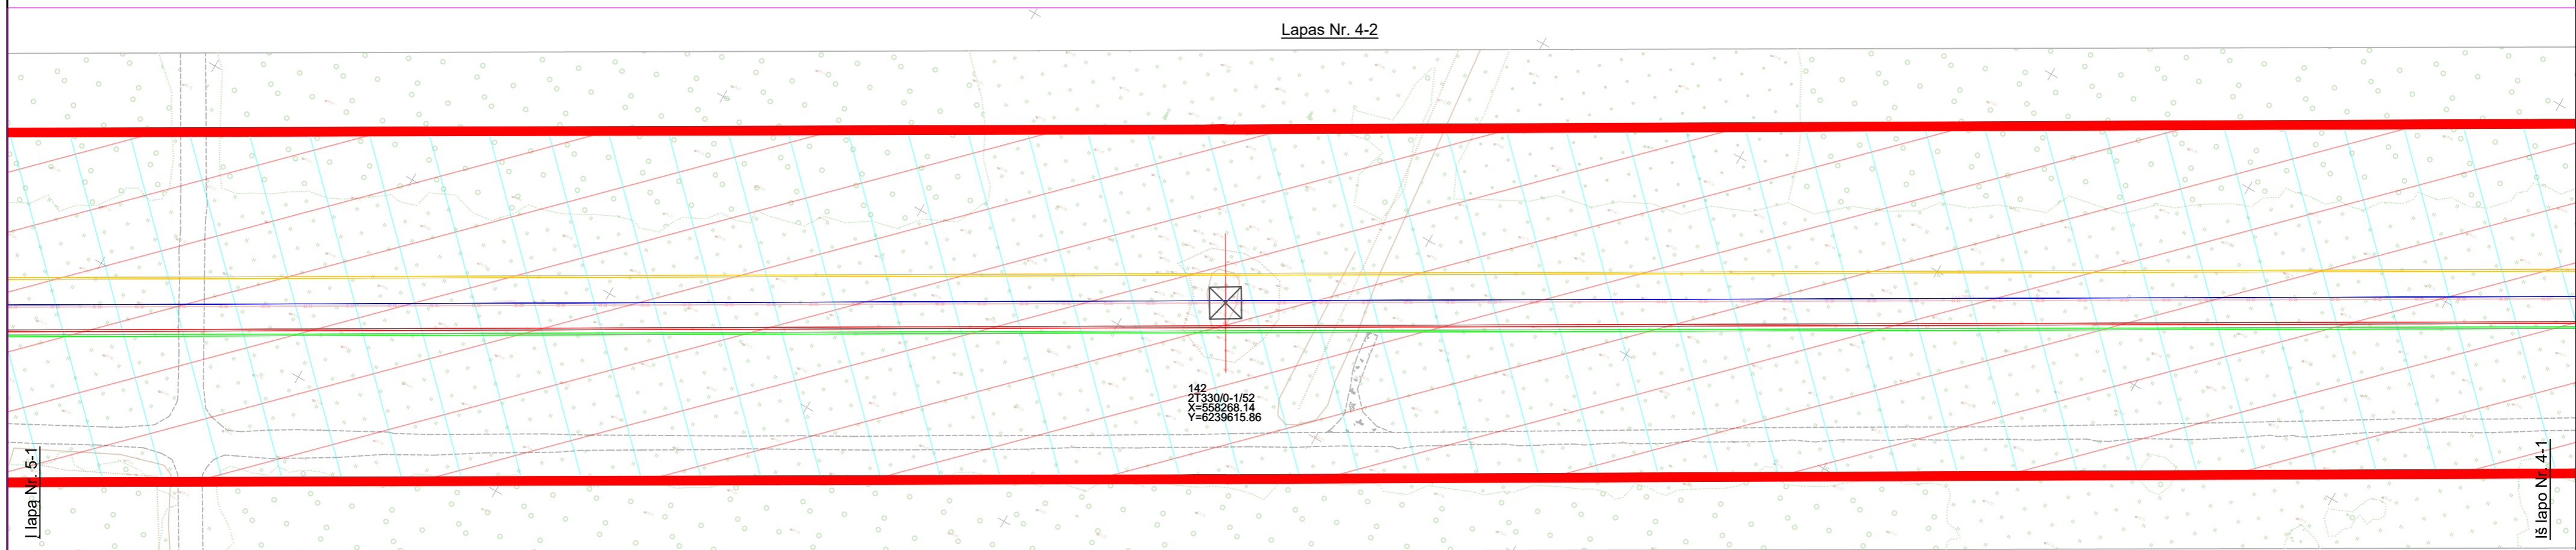 Lapas Nr. 4-2
142
2T330/0-1/52
X=558268.14
Y=6239615.86
Į lapa Nr. 5-1
Iš lapo Nr. 4-1